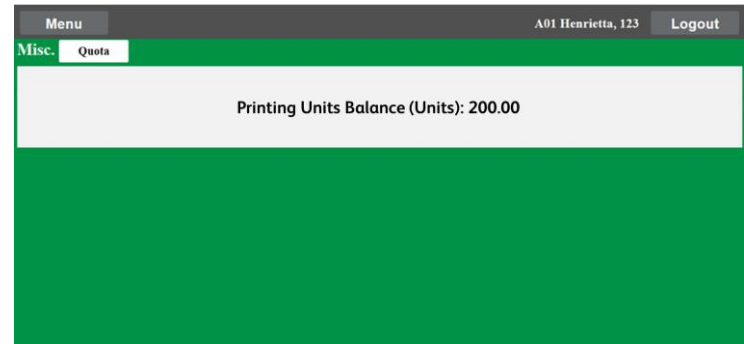 Menu A01 Henrietta, 123 Logout
Misc. Quota
Printing Units Balance (Units): 200.00